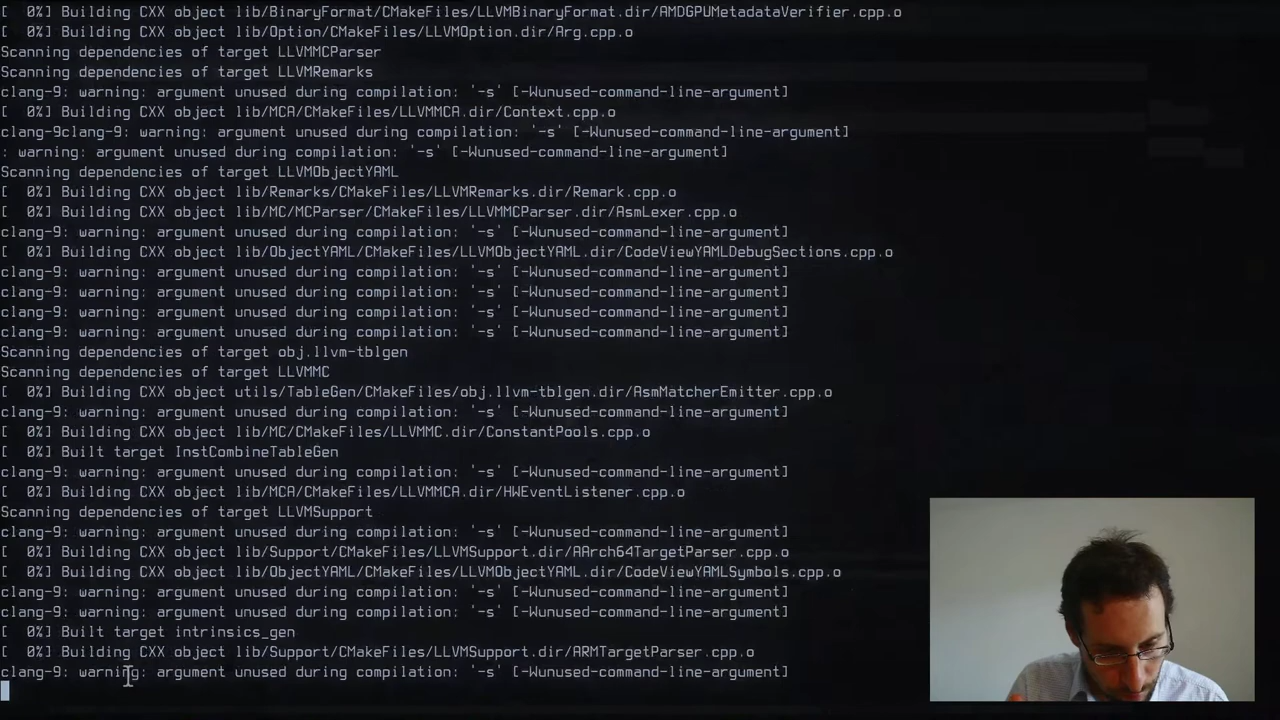 [  0%] Building CXX object lib/BinaryFormat/CMakeFiles/LLVMBinaryFormat.dir/AMDGPUMetadataVerifier.cpp.o
[  0%] Building CXX object lib/Option/CMakeFiles/LLVMOption.dir/Arg.cpp.o
Scanning dependencies of target LLVMMCParser
Scanning dependencies of target LLVMRemarks
clang-9: warning: argument unused during compilation: '-s' [-Wunused-command-line-argument]
[  0%] Building CXX object lib/MCA/CMakeFiles/LLVMMCA.dir/Context.cpp.o
clang-9clang-9: warning: argument unused during compilation: '-s' [-Wunused-command-line-argument]
: warning: argument unused during compilation: '-s' [-Wunused-command-line-argument]
Scanning dependencies of target LLVMObjectYAML
[  0%] Building CXX object lib/Remarks/CMakeFiles/LLVMRemarks.dir/Remark.cpp.o
[  0%] Building CXX object lib/MC/MCParser/CMakeFiles/LLVMMCParser.dir/AsmLexer.cpp.o
clang-9: warning: argument unused during compilation: '-s' [-Wunused-command-line-argument]
[  0%] Building CXX object lib/ObjectYAML/CMakeFiles/LLVMObjectYAML.dir/CodeViewYAMLDebugSections.cpp.o
clang-9: warning: argument unused during compilation: '-s' [-Wunused-command-line-argument]
clang-9: warning: argument unused during compilation: '-s' [-Wunused-command-line-argument]
clang-9: warning: argument unused during compilation: '-s' [-Wunused-command-line-argument]
clang-9: warning: argument unused during compilation: '-s' [-Wunused-command-line-argument]
Scanning dependencies of target obj.llvm-tblgen
Scanning dependencies of target LLVMMC
[  0%] Building CXX object utils/TableGen/CMakeFiles/obj.llvm-tblgen.dir/AsmMatcherEmitter.cpp.o
clang-9: warning: argument unused during compilation: '-s' [-Wunused-command-line-argument]
[  0%] Building CXX object lib/MC/CMakeFiles/LLVMMC.dir/ConstantPools.cpp.o
[  0%] Built target InstCombineTableGen
clang-9: warning: argument unused during compilation: '-s' [-Wunused-command-line-argument]
[  0%] Building CXX object lib/MCA/CMakeFiles/LLVMMCA.dir/HWEventListener.cpp.o
Scanning dependencies of target LLVMSupport
clang-9: warning: argument unused during compilation: '-s' [-Wunused-command-line-argument]
[  0%] Building CXX object lib/Support/CMakeFiles/LLVMSupport.dir/AArch64TargetParser.cpp.o
[  0%] Building CXX object lib/ObjectYAML/CMakeFiles/LLVMObjectYAML.dir/CodeViewYAMLSymbols.cpp.o
clang-9: warning: argument unused during compilation: '-s' [-Wunused-command-line-argument]
clang-9: warning: argument unused during compilation: '-s' [-Wunused-command-line-argument]
[  0%] Built target intrinsics_gen
[  0%] Building CXX object lib/Support/CMakeFiles/LLVMSupport.dir/ARMTargetParser.cpp.o
clang-9: warning: argument unused during compilation: '-s' [-Wunused-command-line-argument]